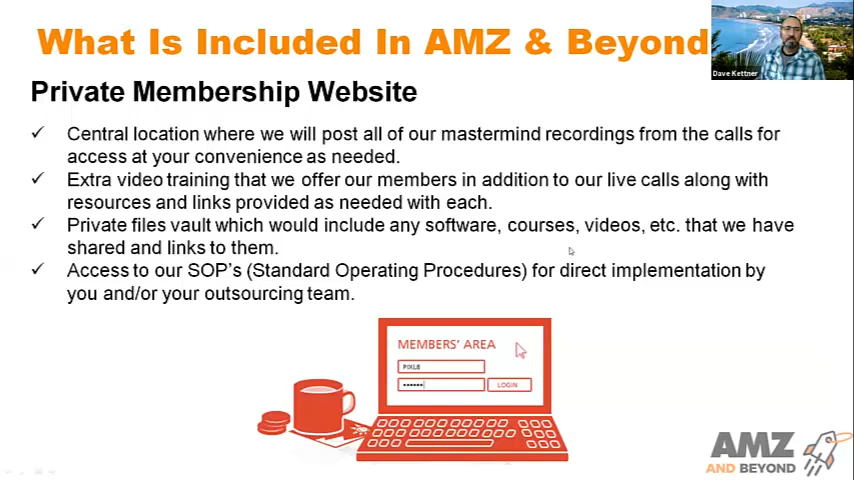 What Is Included In AMZ & Beyond
Dave Kettner
Private Membership Website
✓ Central location where we will post all of our mastermind recordings from the calls for
access at your convenience as needed.
✓ Extra video training that we offer our members in addition to our live calls along with
resources and links provided as needed with each.
✓ Private files vault which would include any software, courses, videos, etc. that we have
shared and links to them.
✓ Access to our SOP's (Standard Operating Procedures) for direct implementation by
you and/or your outsourcing team.
MEMBERS' AREA
PIXLB
••••••
LOGIN
AMZ
AND BEYOND